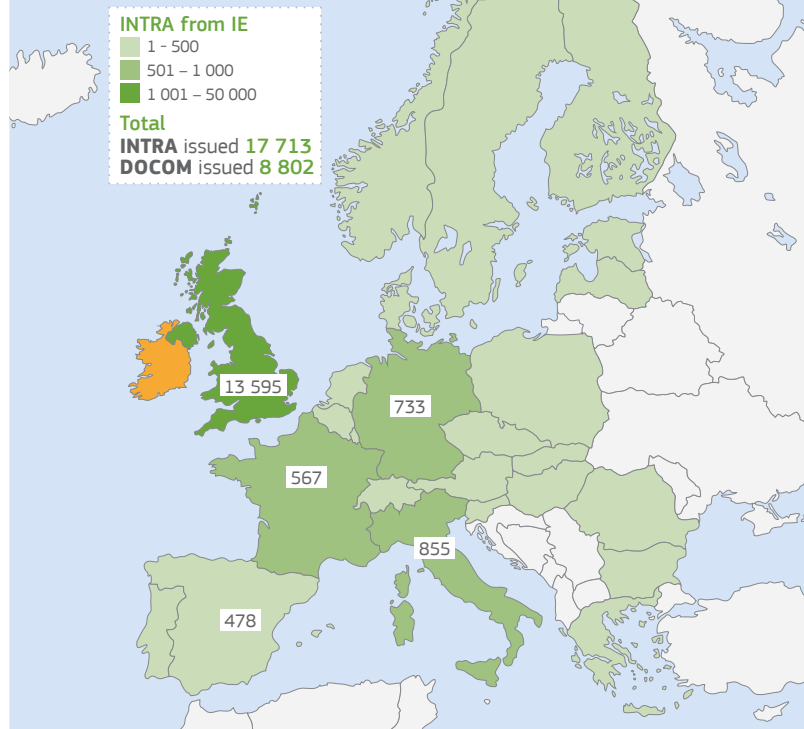 INTRA from IE
1 - 500
501 – 1 000
1 001 – 50 000
Total
INTRA issued 17 713
DOCOM issued 8 802
13 595
733
567
855
478